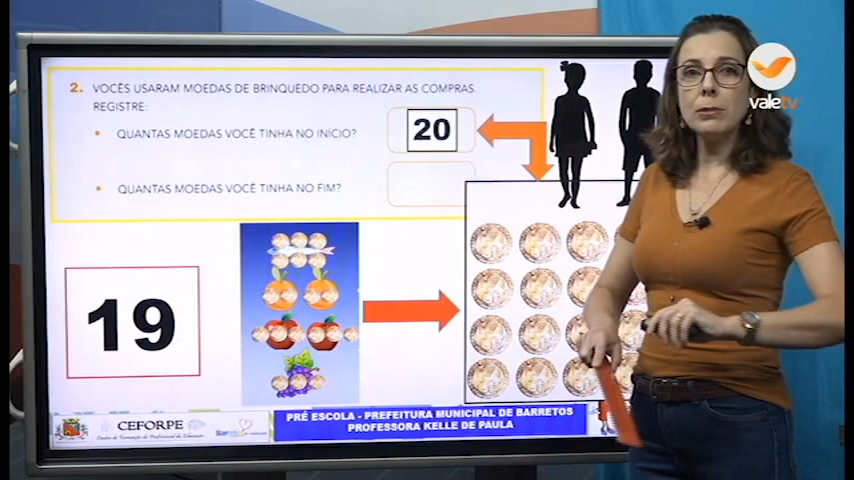 valetv
2. VOCÊS USARAM MOEDAS DE BRINQUEDO PARA REALIZAR AS COMPRAS.
REGISTRE:
• QUANTAS MOEDAS VOCÊ TINHA NO INÍCIO?
20
• QUANTAS MOEDAS VOCÊ TINHA NO FIM?
19
CEFORPE
PRÉ ESCOLA - PREFEITURA MUNICIPAL DE BARRETOS
PROFESSORA KELLE DE PAULA